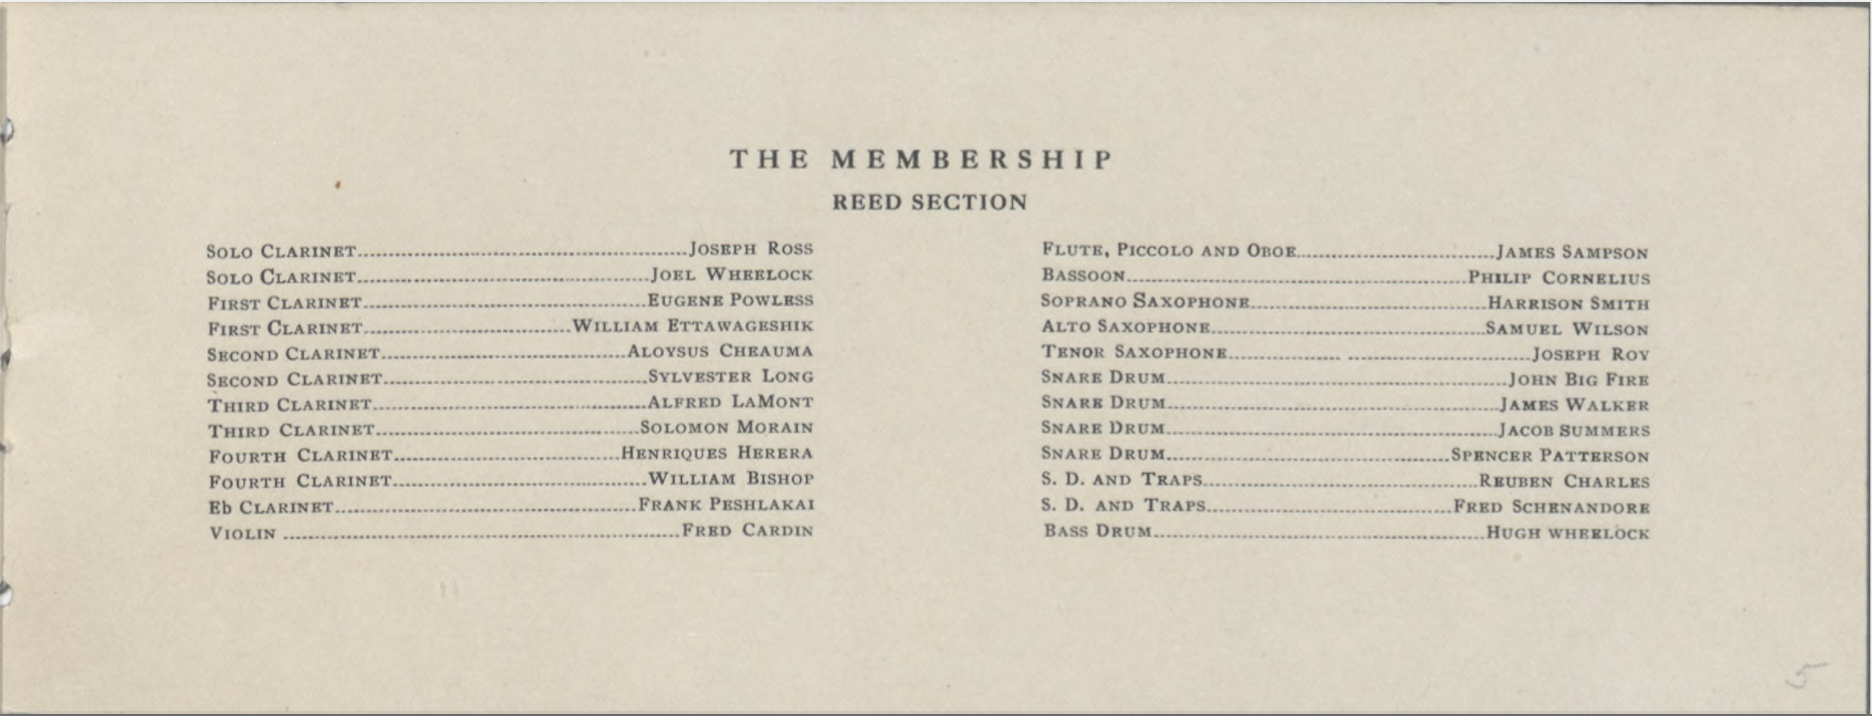 THE MEMBERSHIP
REED SECTION
SOLO CLARINET........................JOSEPH ROSS
SOLO CLARINET........................JOEL WHEELOCK
FIRST CLARINET........................EUGENE POWLESS
FIRST CLARINET........................WILLIAM ETTAWAGESHIK
SECOND CLARINET........................ALOYSUS CHEAUMA
SECOND CLARINET........................SYLVESTER LONG
THIRD CLARINET........................ALFRED LAMONT
THIRD CLARINET........................SOLOMON MORAIN
FOURTH CLARINET........................HENRIQUES HERERA
FOURTH CLARINET........................WILLIAM BISHOP
Eb CLARINET........................FRANK PESHLAKAI
VIOLIN ........................FRED CARDIN
FLUTE, PICCOLO AND OBOE........................JAMES SAMPSON
BASSOON........................PHILIP CORNELIUS
SOPRANO SAXOPHONE........................HARRISON SMITH
ALTO SAXOPHONE........................SAMUEL WILSON
TENOR SAXOPHONE............ ............JOSEPH ROY
SNARE DRUM........................JOHN BIG FIRE
SNARE DRUM........................JAMES WALKER
SNARE DRUM........................JACOB SUMMERS
SNARE DRUM........................SPENCER PATTERSON
S. D. AND TRAPS........................REUBEN CHARLES
S. D. AND TRAPS........................FRED SCHENANDORE
BASS DRUM........................HUGH WHEELOCK
5